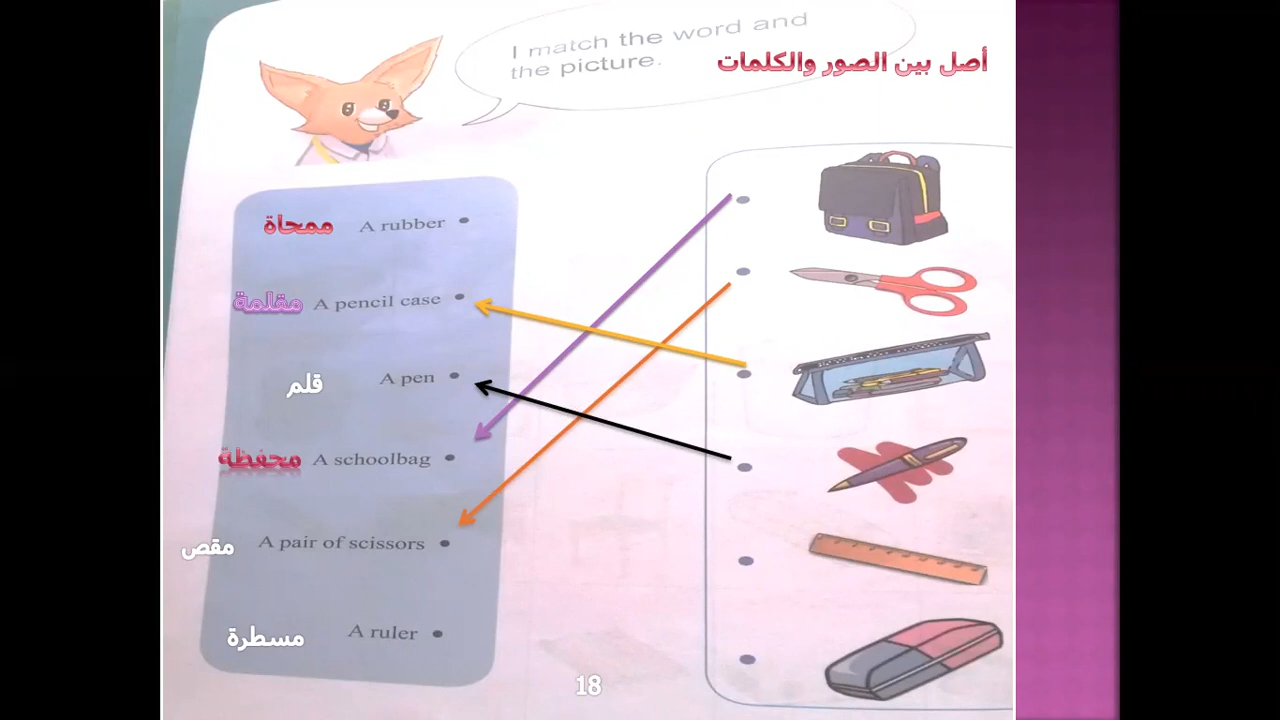 I match the word and
the picture.
أصل بين الصور والكلمات
ممحاة A rubber
مقلمة A pencil case
قلم A pen
محفظة A schoolbag
مقص A pair of scissors
مسطرة A ruler
18